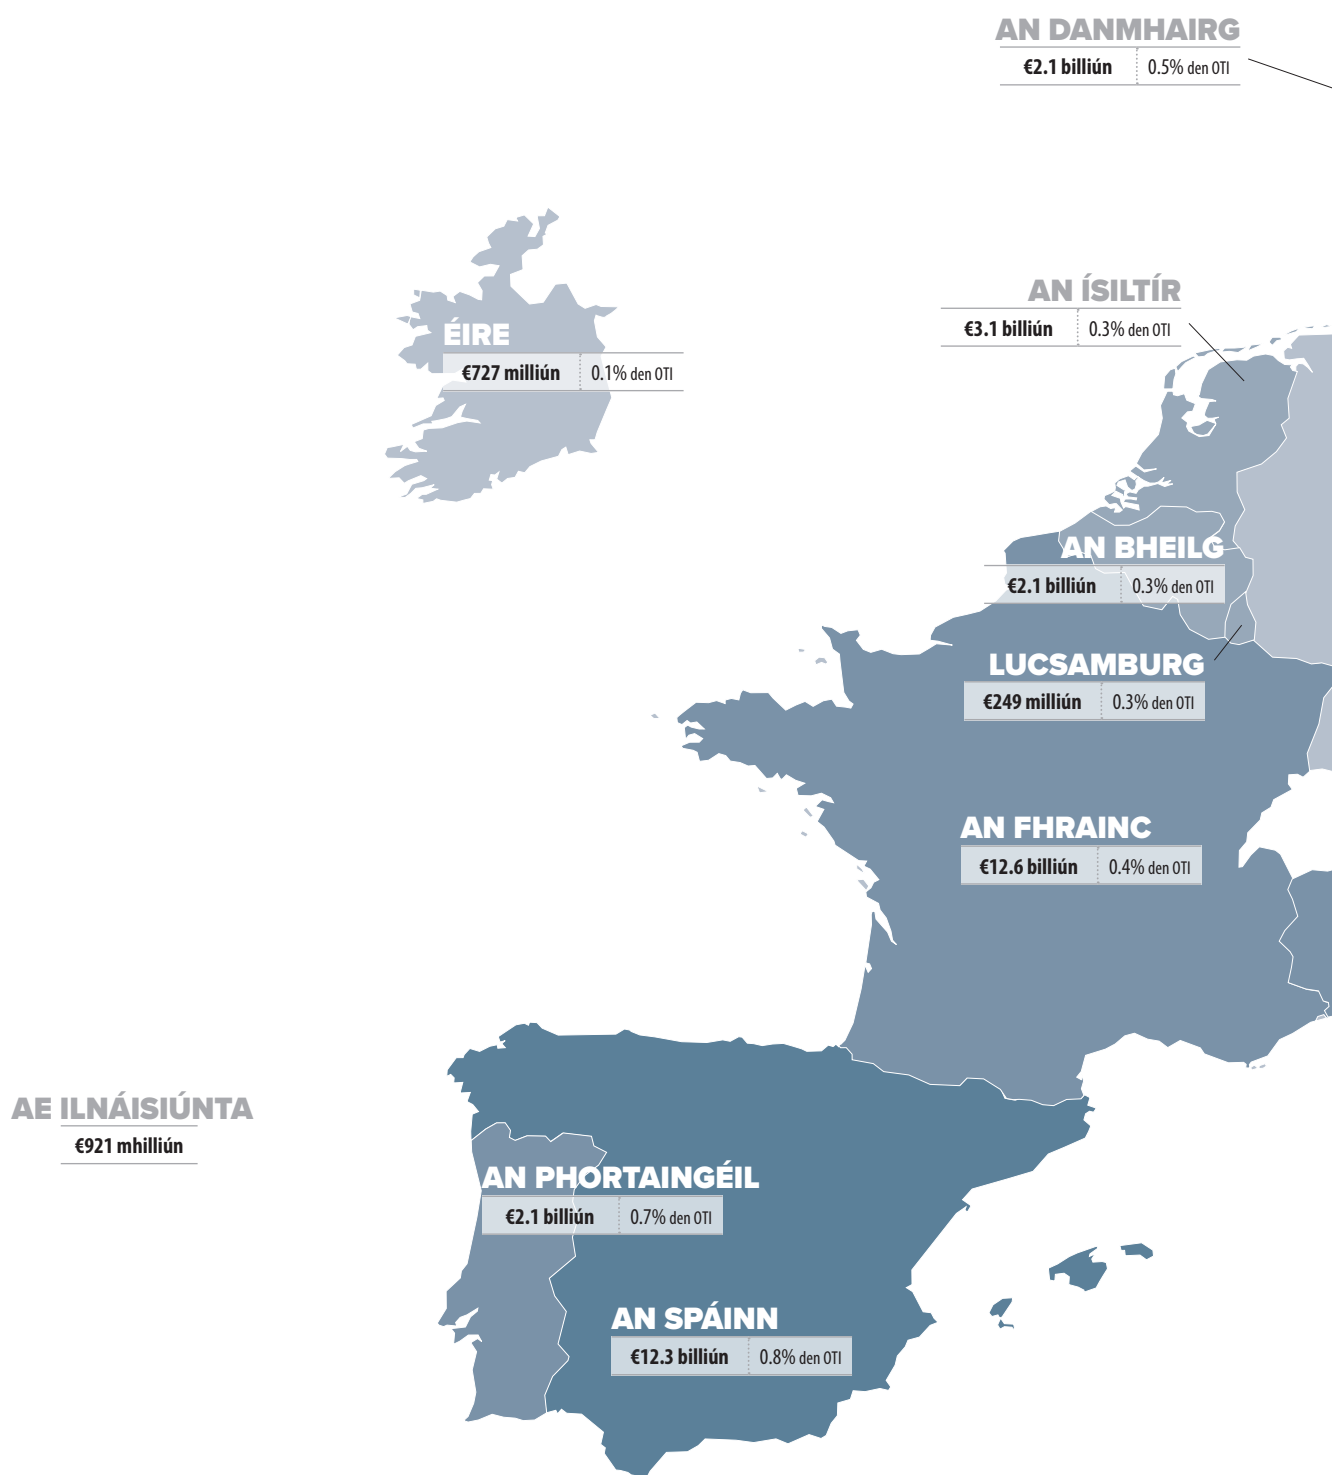 AN DANMHAIRG
€2.1 billiún 0.5% den OTI
AN ÍSILTÍR
€3.1 billiún 0.3% den OTI
ÉIRE
€727 milliún 0.1% den OTI
AN BHEILG
€2.1 billiún 0.3% den OTI
LUCSAMBURG
€249 milliún 0.3% den OTI
AN FHRAINC
€12.6 billiún 0.4% den OTI
AE ILNÁISIÚNTA
€921 mhilliún
AN PHORTAINGÉIL
€2.1 billiún 0.7% den OTI
AN SPÁINN
€12.3 billiún 0.8% den OTI